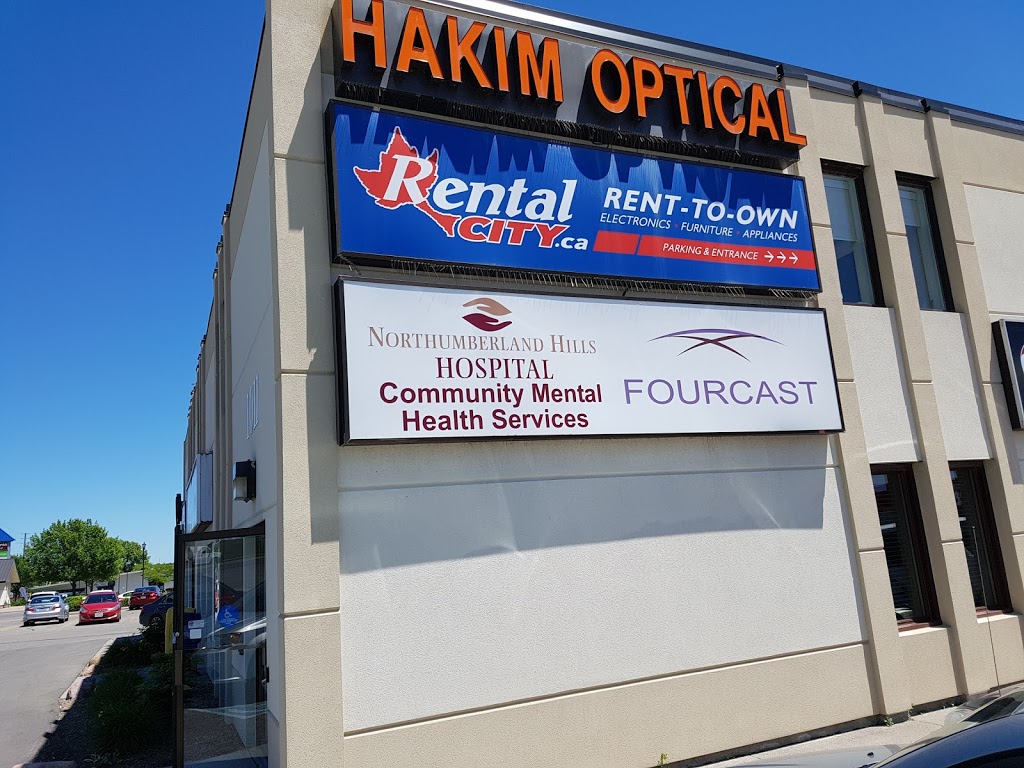 HAKIM OPTICAL
Rental
CITY.ca
RENT-TO-OWN
ELECTRONICS • FURNITURE • APPLIANCES
PARKING & ENTRANCE →→→
NORTHUMBERLAND HILLS
HOSPITAL
Community Mental
Health Services
FOURCAST